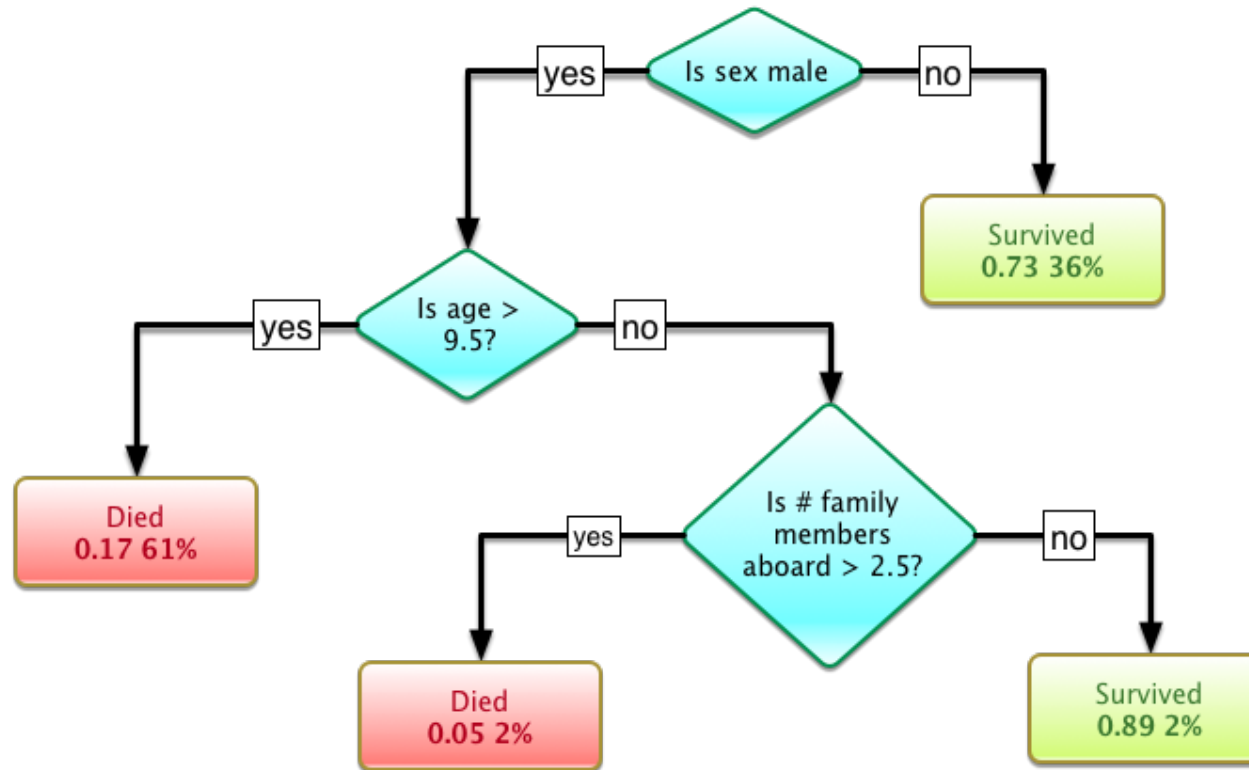 yes
Is sex male
no
Survived
0.73 36%
yes
Is age >
9.5?
no
Died
0.17 61%
yes
Is # family
members
aboard > 2.5?
no
Died
0.05 2%
Survived
0.89 2%